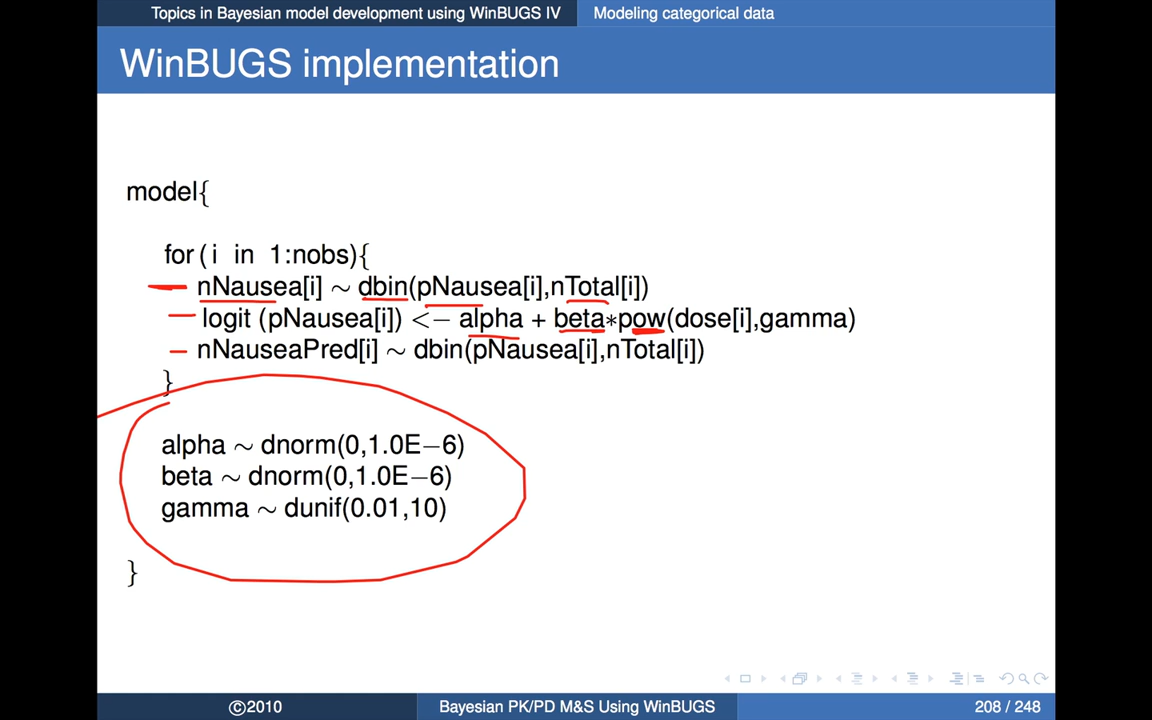 Topics in Bayesian model development using WinBUGS IV Modeling categorical data
WinBUGS implementation
model{
for (i in 1:nobs){
nNausea[i] ~ dbin(pNausea[i],nTotal[i])
logit (pNausea[i]) <− alpha + beta*pow(dose[i],gamma)
nNauseaPred[i] ~ dbin(pNausea[i],nTotal[i])
}
alpha ~ dnorm(0,1.0E−6)
beta ~ dnorm(0,1.0E−6)
gamma ~ dunif(0.01,10)
}
©2010 Bayesian PK/PD M&S Using WinBUGS 208 / 248